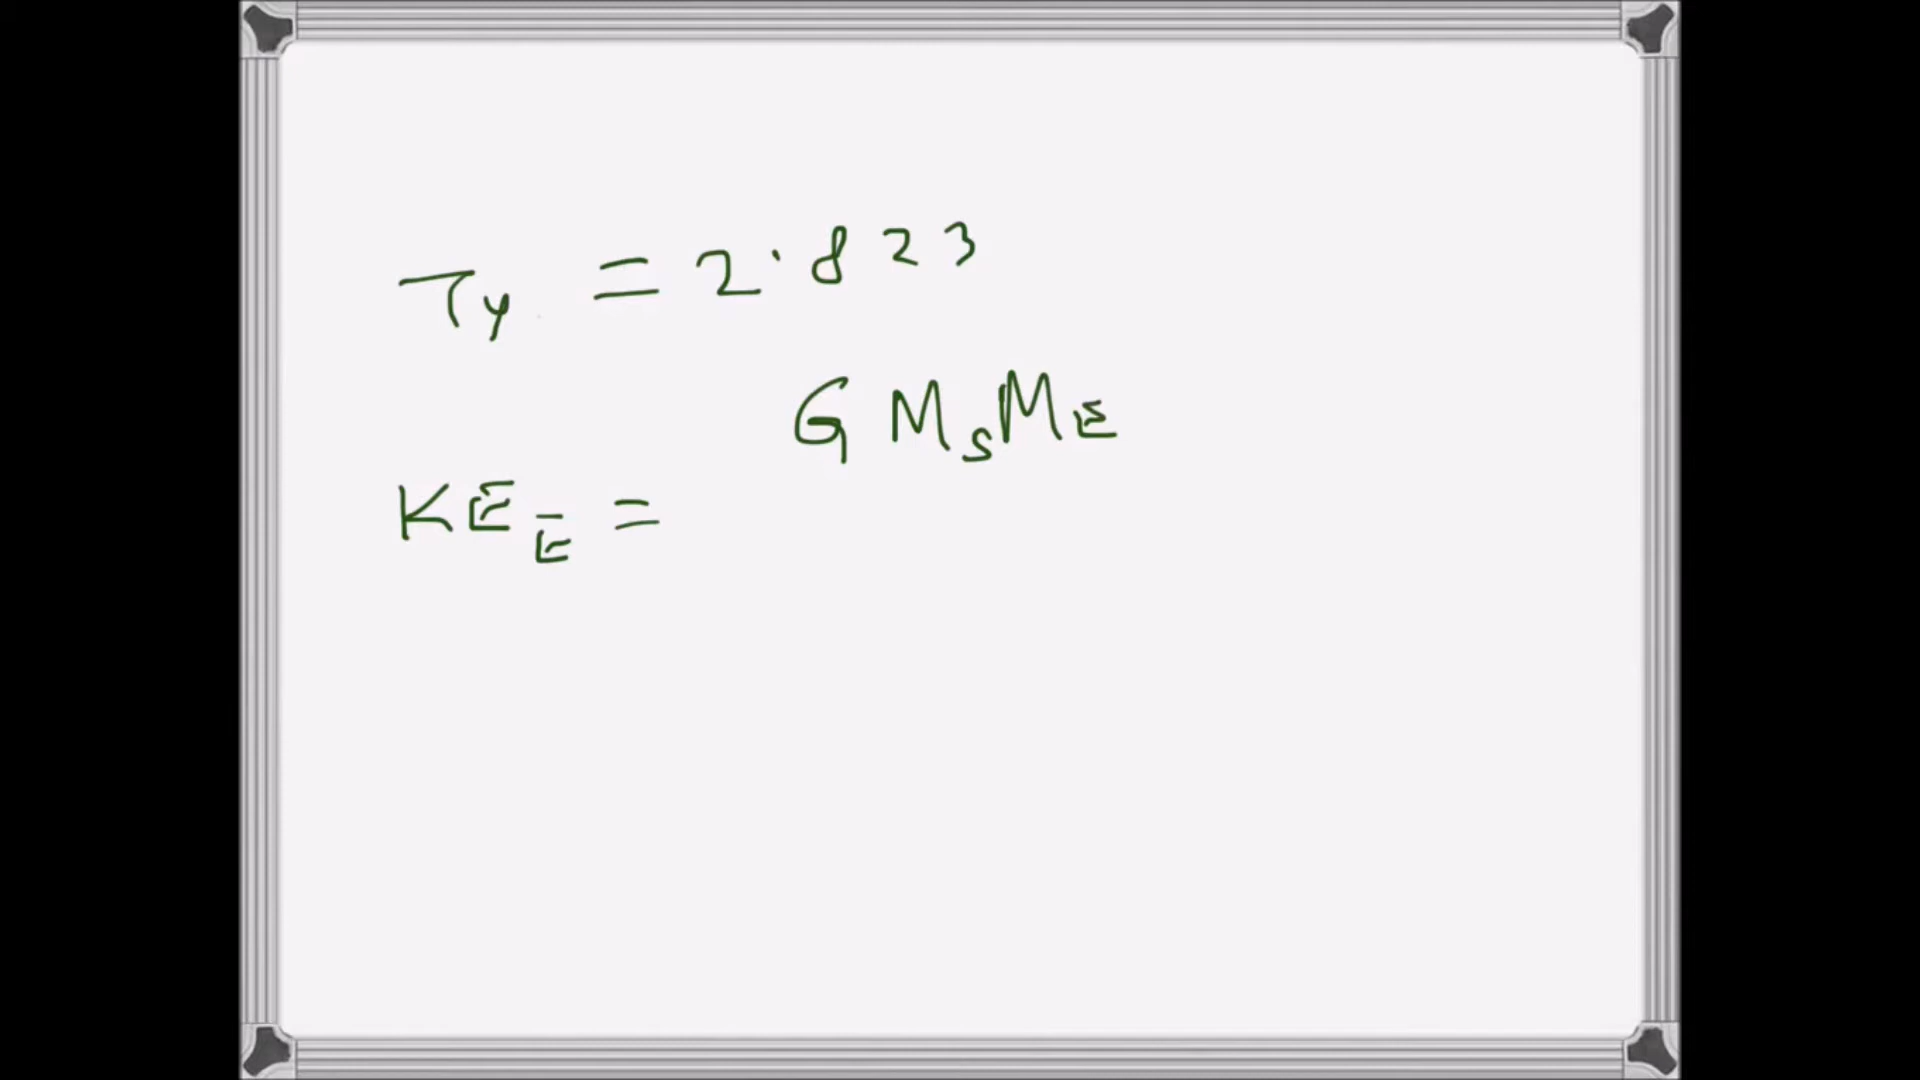 Ty = 2.823
G MsME
KEE =